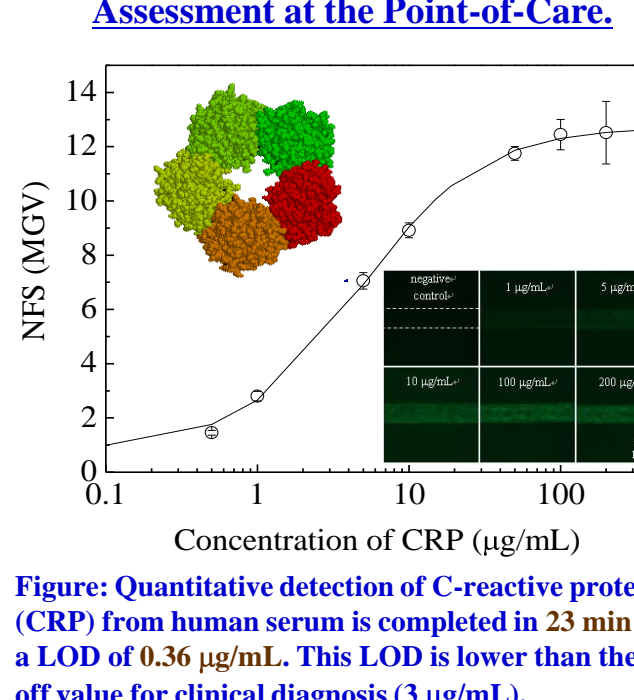 Assessment at the Point-of-Care.
14
12
10
8
6
4
2
0
NFS (MGV)
negative
control
1 μg/mL
5 μg/m
10 μg/mL
100 μg/mL
200 μg/
0.1 1 10 100
Concentration of CRP (μg/mL)
Figure: Quantitative detection of C-reactive prote
(CRP) from human serum is completed in 23 min
a LOD of 0.36 μg/mL. This LOD is lower than the
off value for clinical diagnosis (3 μg/mL).